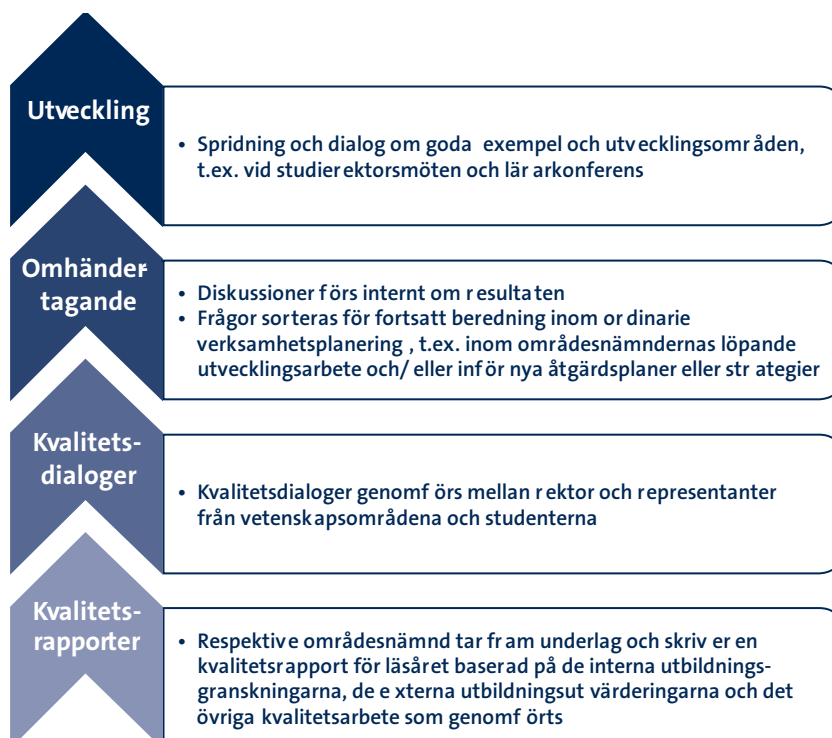 Utveckling
• Spridning och dialog om goda exempel och utvecklingsområden,
t.ex. vid studierektorsmöten och lärarkonferens
Omhänder-
tagande
• Diskussioner förs internt om resultaten
• Frågor sorteras för fortsatt beredning inom ordinarie
verksamhetsplanering, t.ex. inom områdesnämndernas löpande
utvecklingsarbete och/ eller inför nya åtgärdsplaner eller strategier
Kvalitets-
dialoger
• Kvalitetsdialoger genomförs mellan rektor och representanter
från vetenskapsområdena och studenterna
Kvalitets-
rapporter
• Respektive områdesnämnd tar fram underlag och skriver en
kvalitetsrapport för läsåret baserad på de interna utbildnings-
granskningarna, de externa utbildningsutvärderingarna och det
övriga kvalitetsarbete som genomförts